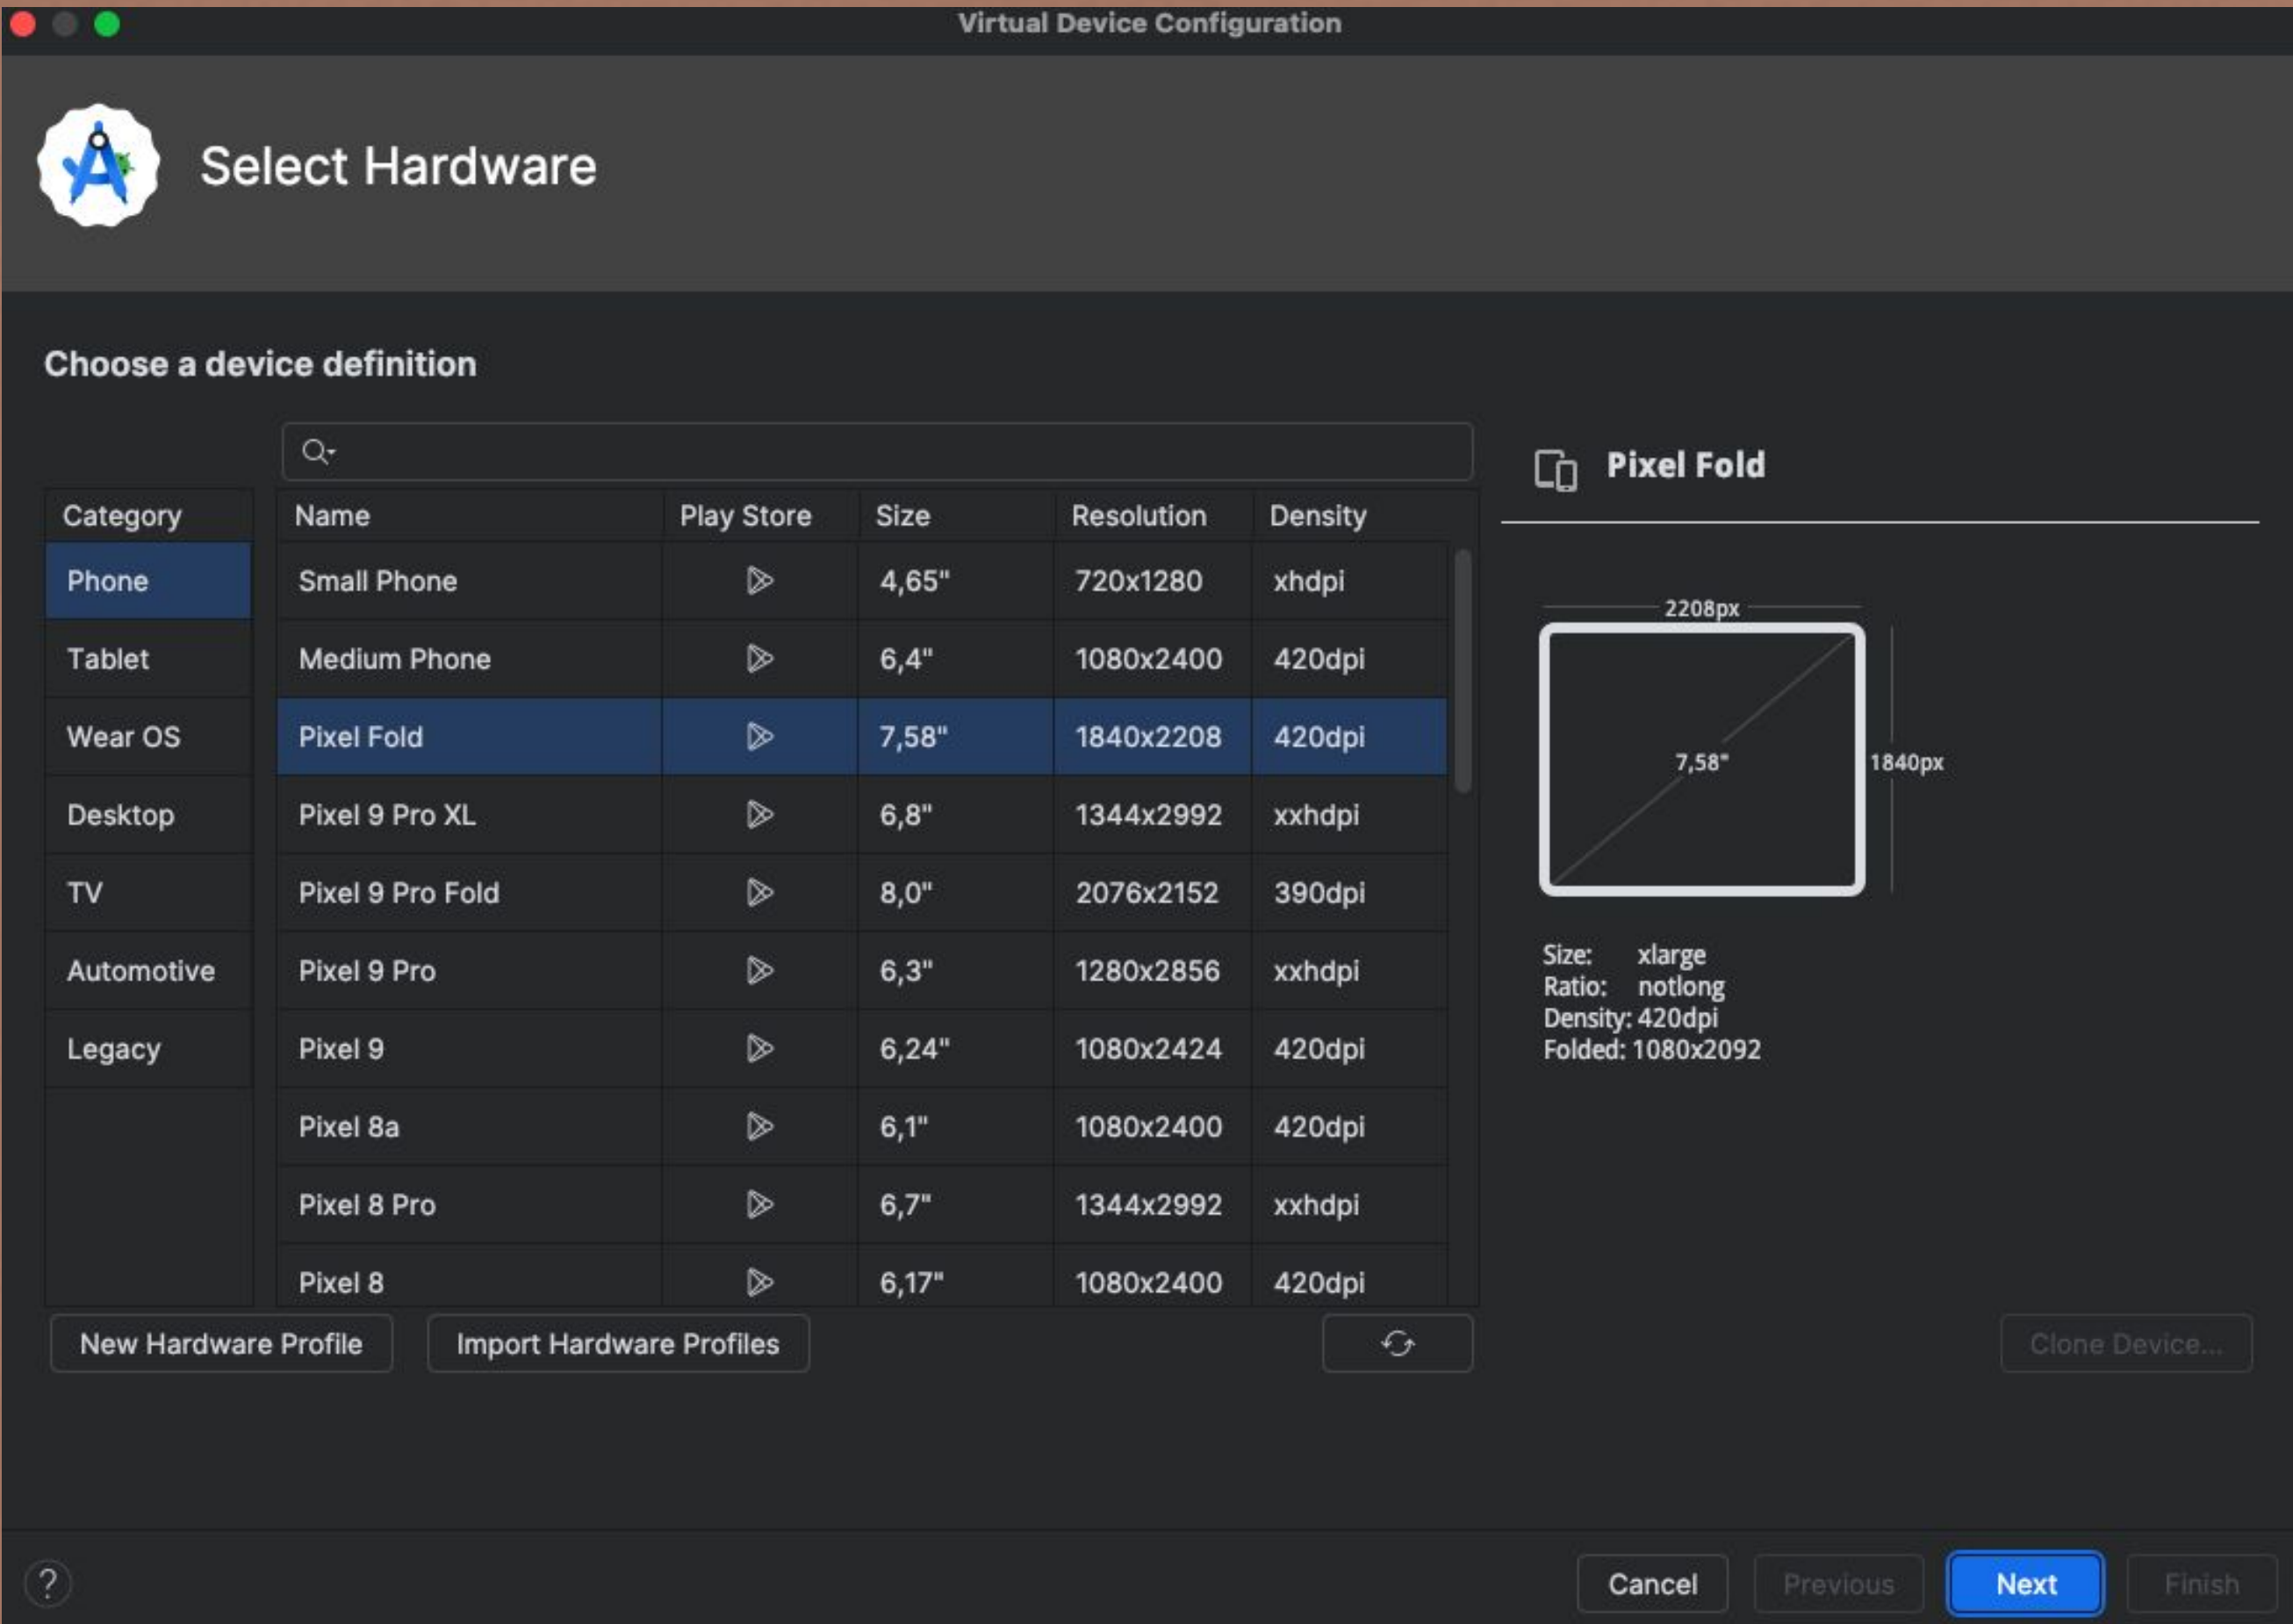 Virtual Device Configuration
Select Hardware
Choose a device definition
Category
Phone
Tablet
Wear OS
Desktop
TV
Automotive
Legacy
Name Play Store Size Resolution Density
Small Phone 4,65" 720x1280 xhdpi
Medium Phone 6,4" 1080x2400 420dpi
Pixel Fold 7,58" 1840x2208 420dpi
Pixel 9 Pro XL 6,8" 1344x2992 xxhdpi
Pixel 9 Pro Fold 8,0" 2076x2152 390dpi
Pixel 9 Pro 6,3" 1280x2856 xxhdpi
Pixel 9 6,24" 1080x2424 420dpi
Pixel 8a 6,1" 1080x2400 420dpi
Pixel 8 Pro 6,7" 1344x2992 xxhdpi
Pixel 8 6,17" 1080x2400 420dpi
Pixel Fold
2208px
7,58"
1840px
Size: xlarge
Ratio: notlong
Density: 420dpi
Folded: 1080x2092
New Hardware Profile Import Hardware Profiles Clone Device...
? Cancel Previous Next Finish